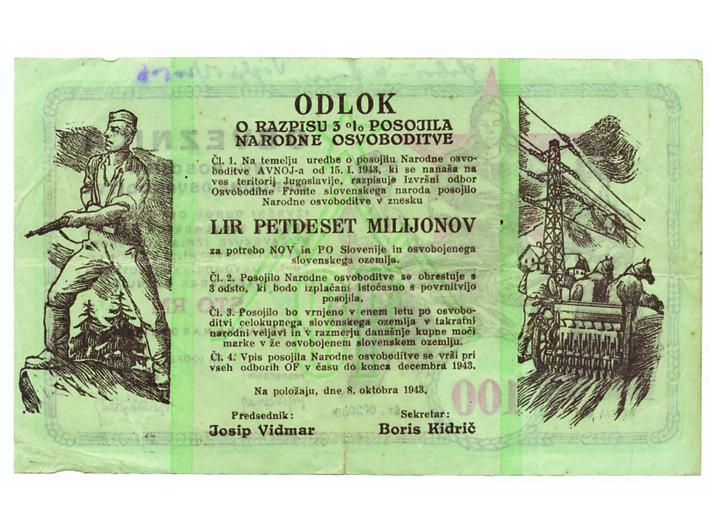 ODLOK
O RAZPISU 3 o|o POSOJILA
NARODNE OSVOBODITVE
Čl. 1. Na temelju uredbe o posojilu Narodne osvo-
boditve AVNOJ-a od 15. I. 1943, ki se nanaša na
ves teritorij Jugoslavije, razpisuje Izvršni odbor
Osvobodilne Fronte slovenskega naroda posojilo
Narodne osvoboditve v znesku
LIR PETDESET MILIJONOV
za potrebo NOV in PO Slovenije in osvobojenega
slovenskega ozemlja.
Čl. 2. Posojilo Narodne osvoboditve se obrestuje s
3 odsto, ki bodo izplačani istočasno s povrnitvijo
posojila.
Čl. 3. Posojilo bo vrnjeno v enem letu po osvobo-
ditvi celokupnega slovenskega ozemlja v takratni
narodni veljavi in v razmerju današnje kupne moči
marke v že osvobojenem slovenskem ozemlju.
Čl. 4. Vpis posojila Narodne osvoboditve se vrši pri
vseh odborih OF v času do konca decembra 1943.
Na položaju, dne 8. oktobra 1943.
Predsednik: Sekretar:
Josip Vidmar Boris Kidrič